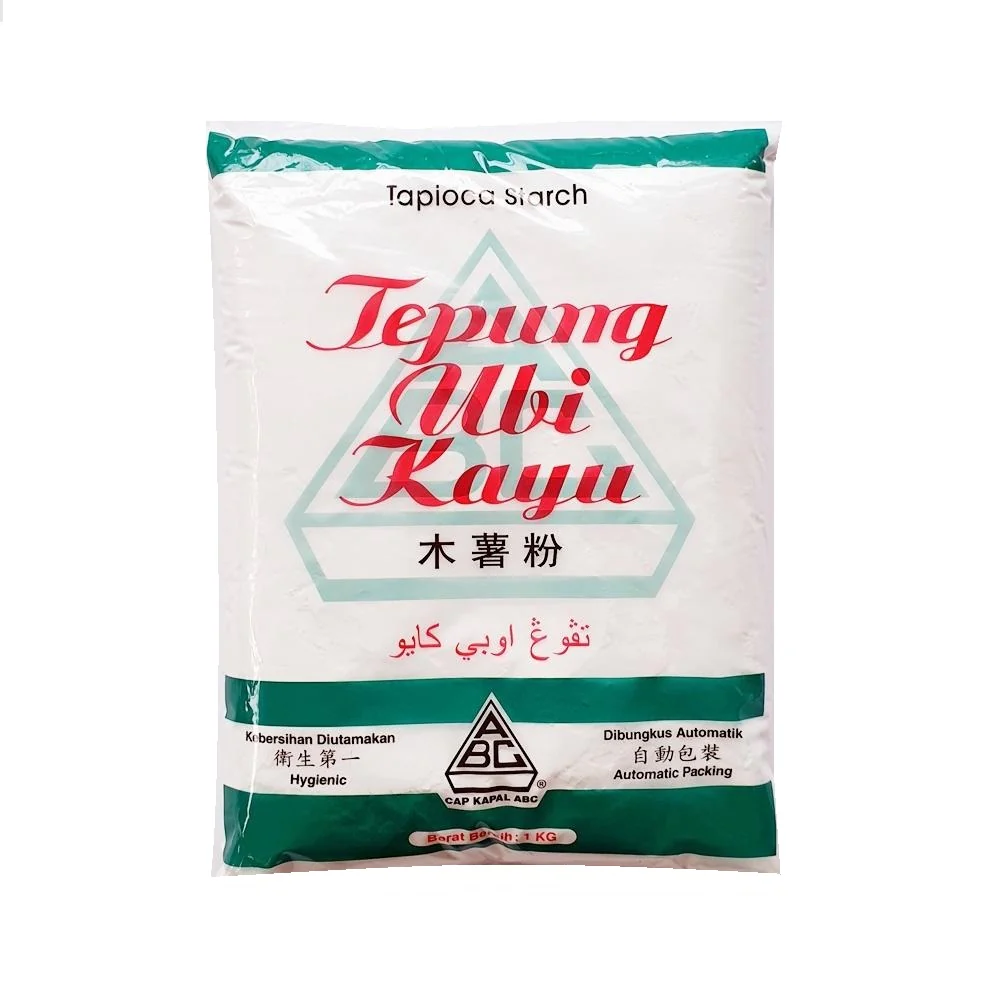 Tapioca Starch
Tepung
Ubi
Kayu
木薯粉
تڤوڠ اوبي كايو
Kebersihan Diutamakan
衛生第一
Hygienic
ABC
®
CAP KAPAL ABC
Dibungkus Automatik
自動包裝
Automatic Packing
Berat Bersih: 1 KG